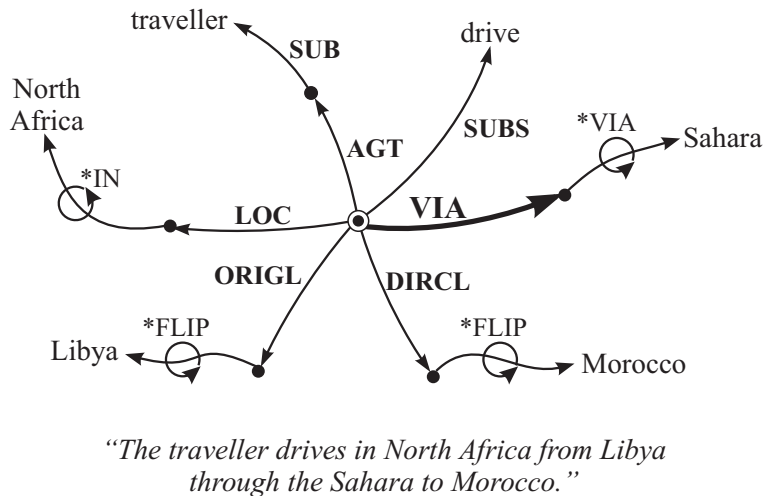 traveller
drive
SUB
North
Africa
*IN
AGT
SUBS
*VIA
Sahara
LOC
VIA
ORIGL
DIRCL
*FLIP
*FLIP
Libya
Morocco
“The traveller drives in North Africa from Libya
through the Sahara to Morocco.”